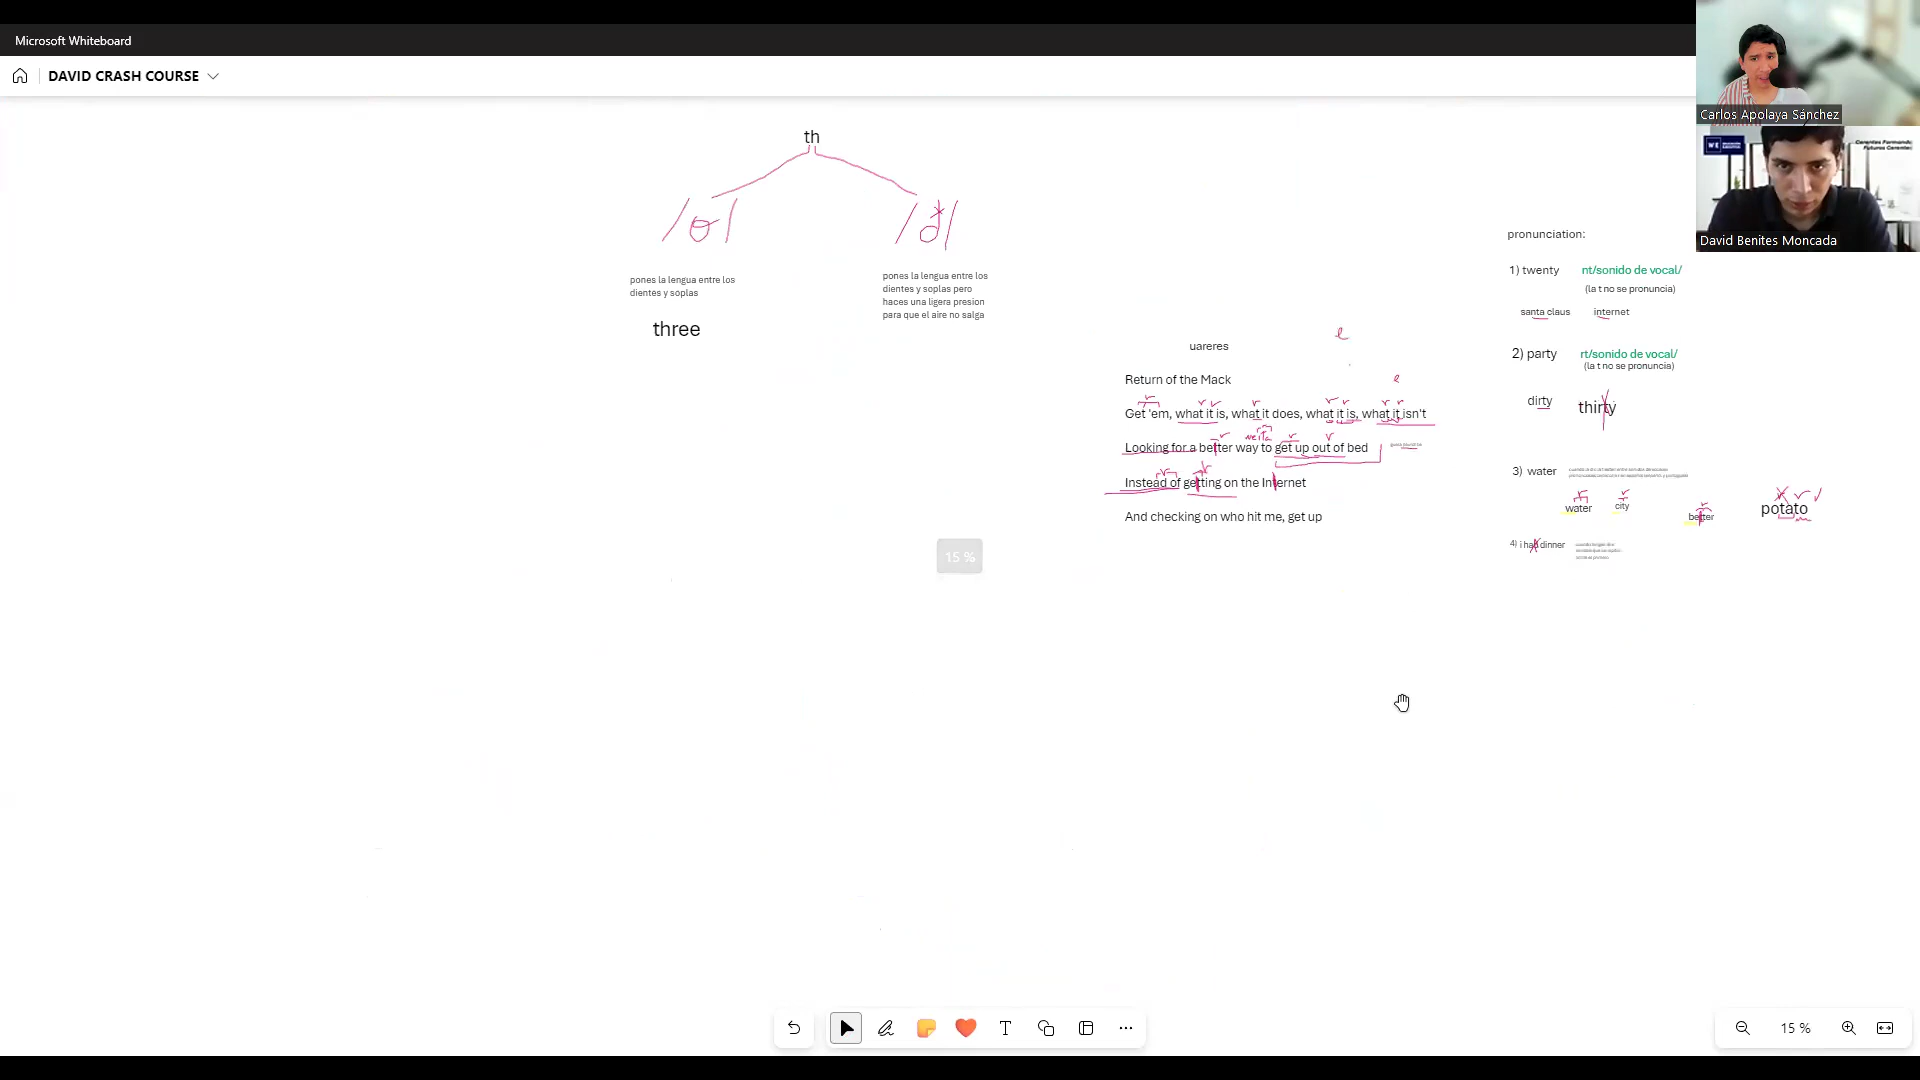 Microsoft Whiteboard
DAVID CRASH COURSE
Carlos Apolaya Sánchez
David Benites Moncada
th
/θ/
/ð/
pones la lengua entre los
dientes y soplas
three
pones la lengua entre los
dientes y soplas pero
haces una ligera presion
para que el aire no salga
uareres
e
Return of the Mack
e
r r r r r r r r
Get 'em, what it is, what it does, what it is, what it isn't
r r r
Looking for a better way to get up out of bed
r r
Instead of getting on the Internet
And checking on who hit me, get up
pronunciation:
1) twenty nt/sonido de vocal/
(la t no se pronuncia)
santa claus internet
2) party rt/sonido de vocal/
(la t no se pronuncia)
dirty thirty
3) water
r r r r r
water city better potato
4) i had dinner
15 %
15 %